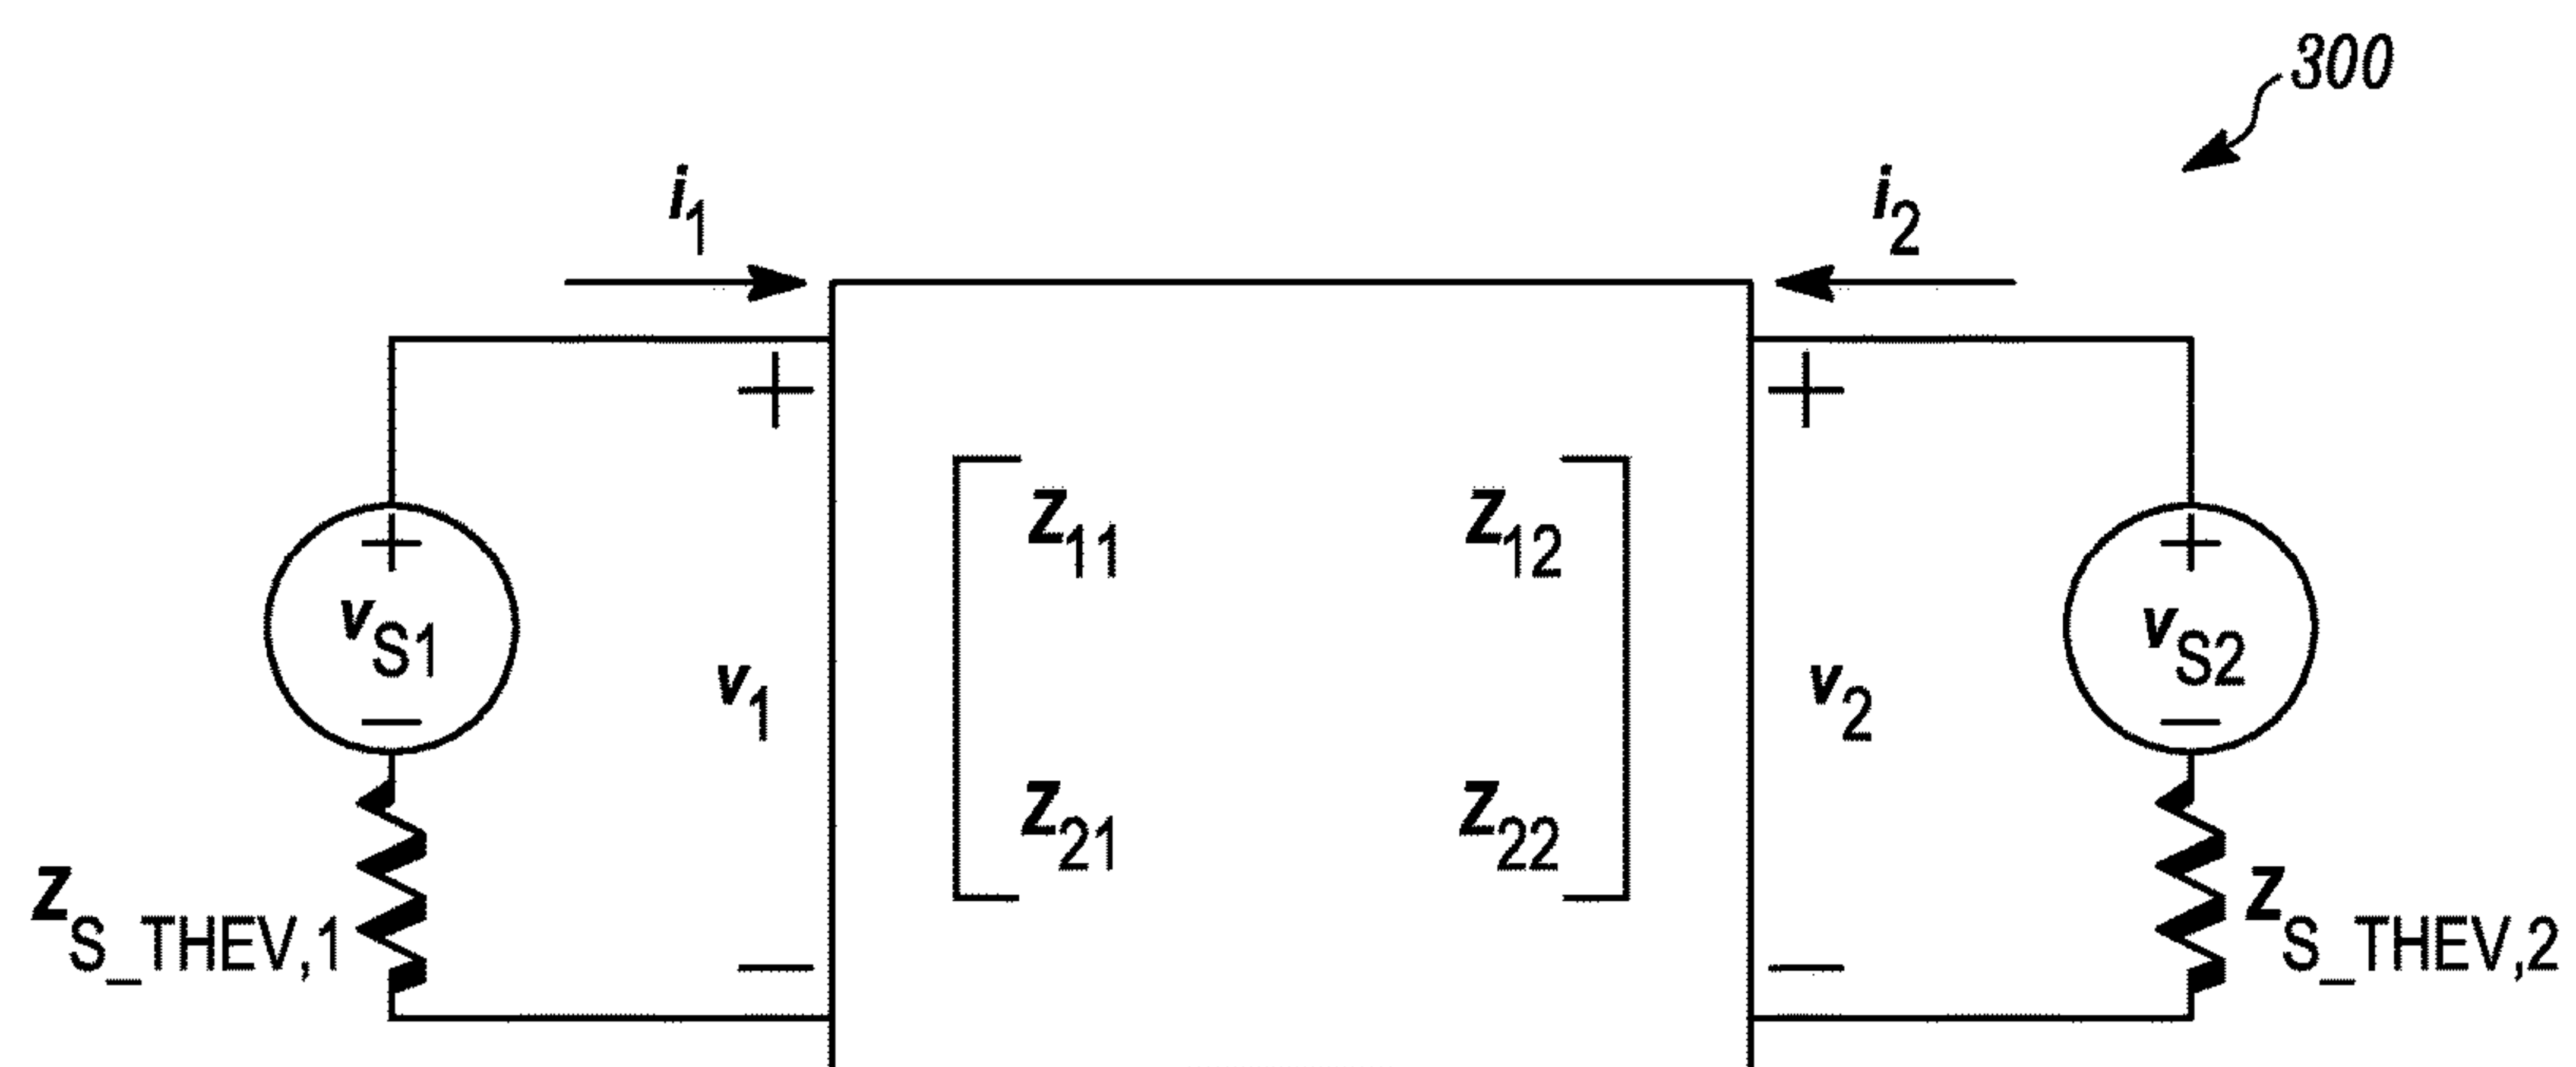 300
i1 i2
+ +
+ Z11 Z12 +
vS1 vS2
v1 v2
− −
Z21 Z22
ZS_THEV,1 ZS_THEV,2
− −